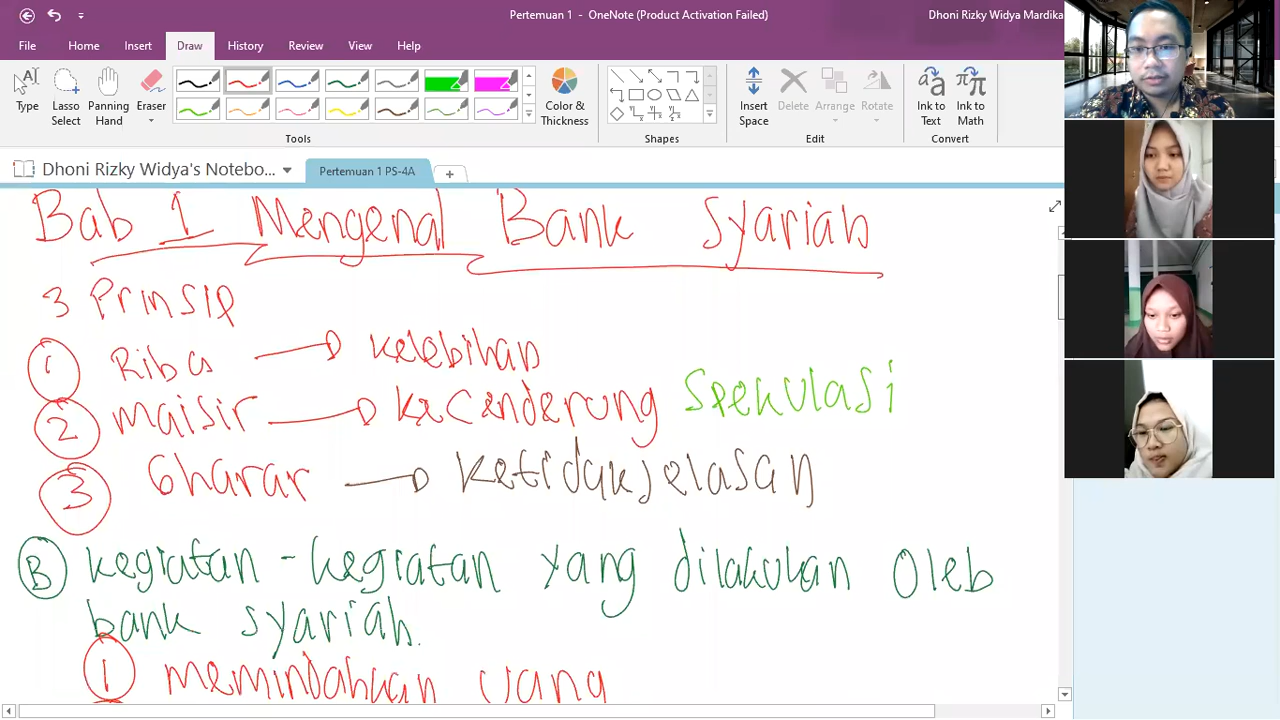 Pertemuan 1 - OneNote (Product Activation Failed)
Dhoni Rizky Widya Mardika
File Home Insert Draw History Review View Help
Type
Lasso Select
Panning Hand
Eraser
Color & Thickness
Insert Space
Delete
Arrange
Rotate
Ink to Text
Ink to Math
Tools
Shapes
Edit
Convert
Dhoni Rizky Widya's Notebo...
Pertemuan 1 PS-4A
Bab 1 Mengenal Bank Syariah
3 Prinsip
1 Riba → kelebihan
2 maisir → kecenderung spekulasi
3 Gharar → ketidakjelasan
B kegiatan-kegiatan yang dilakukan oleh
bank syariah.
1 memindahkan uang